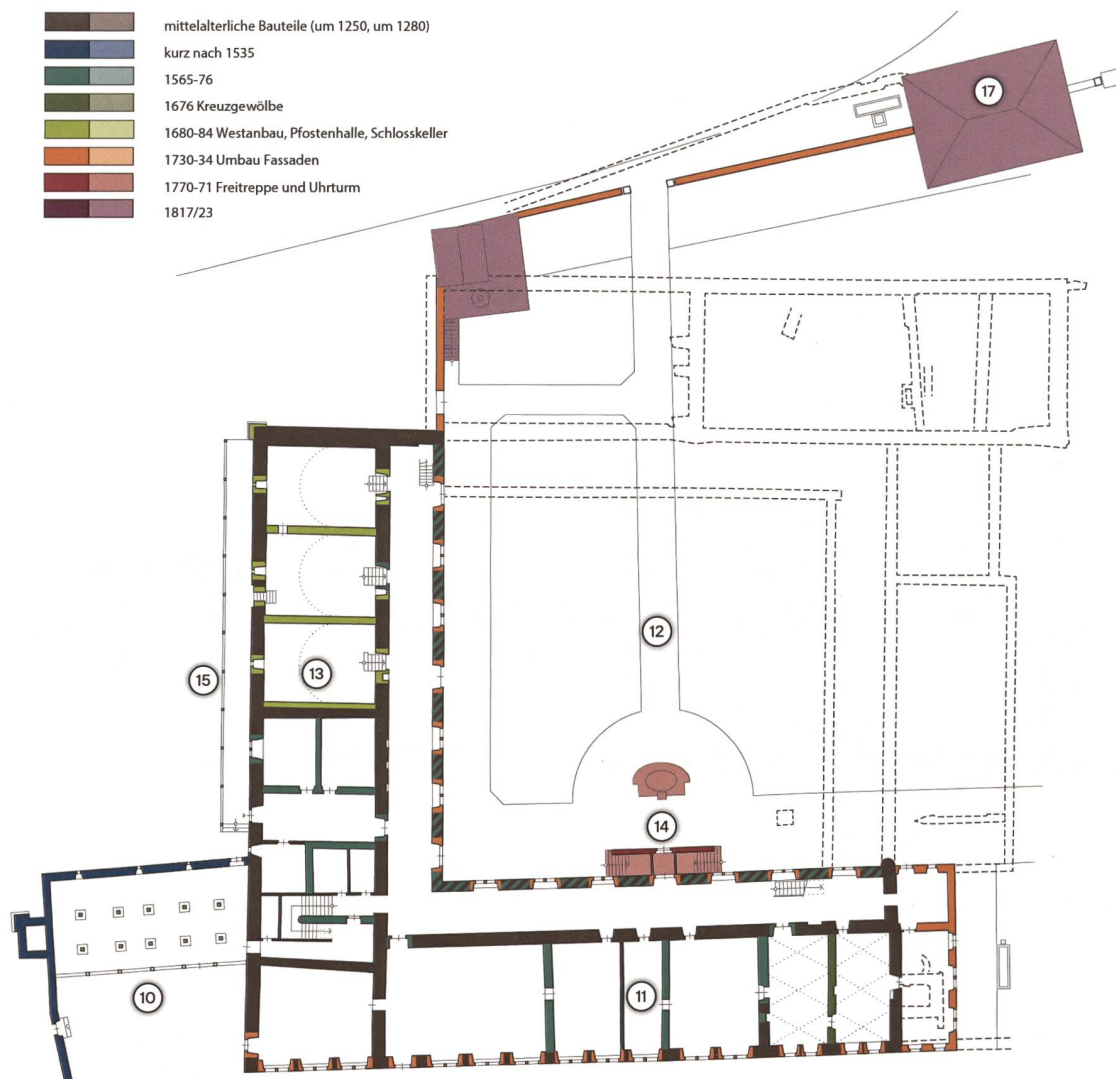 mittelalterliche Bauteile (um 1250, um 1280)
kurz nach 1535
1565-76
1676 Kreuzgewölbe
1680-84 Westanbau, Pfostenhalle, Schlosskeller
1730-34 Umbau Fassaden
1770-71 Freitreppe und Uhrturm
1817/23
17
12
13
15
14
11
10